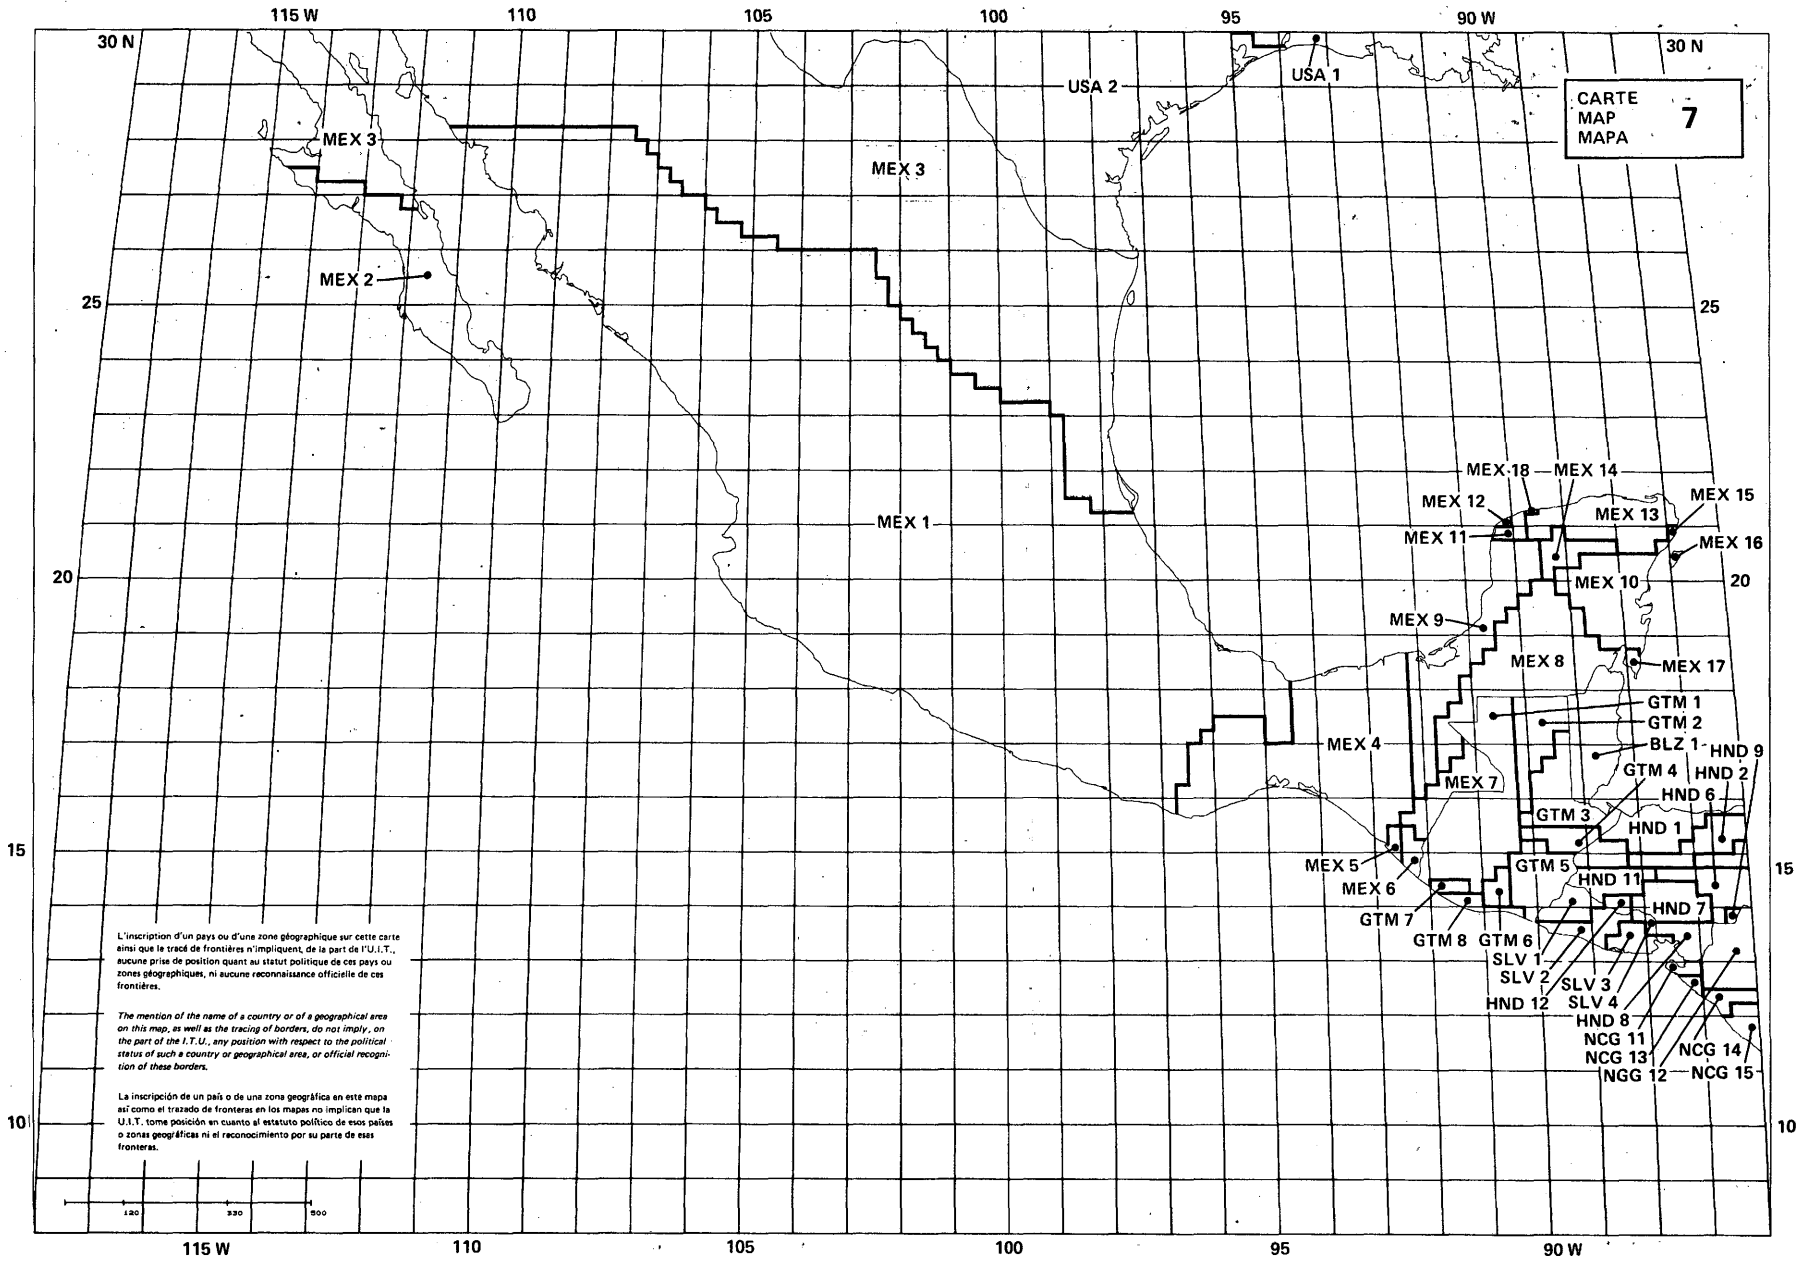 115 W 110 105 100 95 90 W
30 N
30 N
USA 1
USA 2
CARTE
MAP
MAPA
7
MEX 3
MEX 3
MEX 2
25
25
MEX 18
MEX 14
MEX 12
MEX 15
MEX 13
MEX 1
MEX 11
MEX 16
20
MEX 10
20
MEX 9
MEX 8
MEX 17
GTM 1
GTM 2
MEX 4
BLZ 1
HND 9
GTM 4
HND 2
MEX 7
HND 6
GTM 3
HND 1
15
MEX 5
GTM 5
15
MEX 6
HND 11
GTM 7
HND 7
GTM 8
GTM 6
SLV 1
SLV 2
SLV 3
HND 12
SLV 4
HND 8
NCG 11
NCG 14
NCG 13
NGG 12
NCG 15
L'inscription d'un pays ou d'une zone géographique sur cette carte
ainsi que le tracé de frontières n'impliquent, de la part de l'U.I.T.,
aucune prise de position quant au statut politique de ces pays ou
zones géographiques, ni aucune reconnaissance officielle de ces
frontières.
The mention of the name of a country or of a geographical area
on this map, as well as the tracing of borders, do not imply, on
the part of the I.T.U., any position with respect to the political
status of such a country or geographical area, or official recogni-
tion of these borders.
La inscripción de un país o de una zona geográfica en este mapa
así como el trazado de fronteras en los mapas no implican que la
U.I.T. tome posición en cuanto al estatuto político de esos países
o zonas geográficas ni el reconocimiento por su parte de esas
fronteras.
10
10
120 330 500
115 W 110 105 100 95 90 W